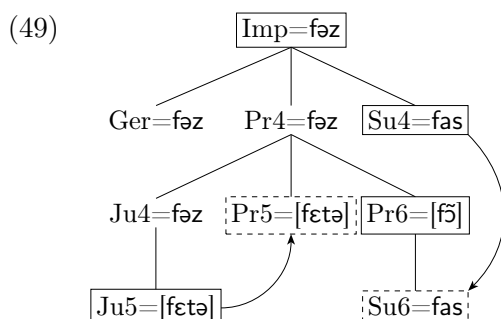 (49) Imp=fəz
Ger=fəz Pr4=fəz Su4=fas
Ju4=fəz Pr5=[fɛtə] Pr6=[fɔ̃]
Ju5=[fɛtə] Su6=fas